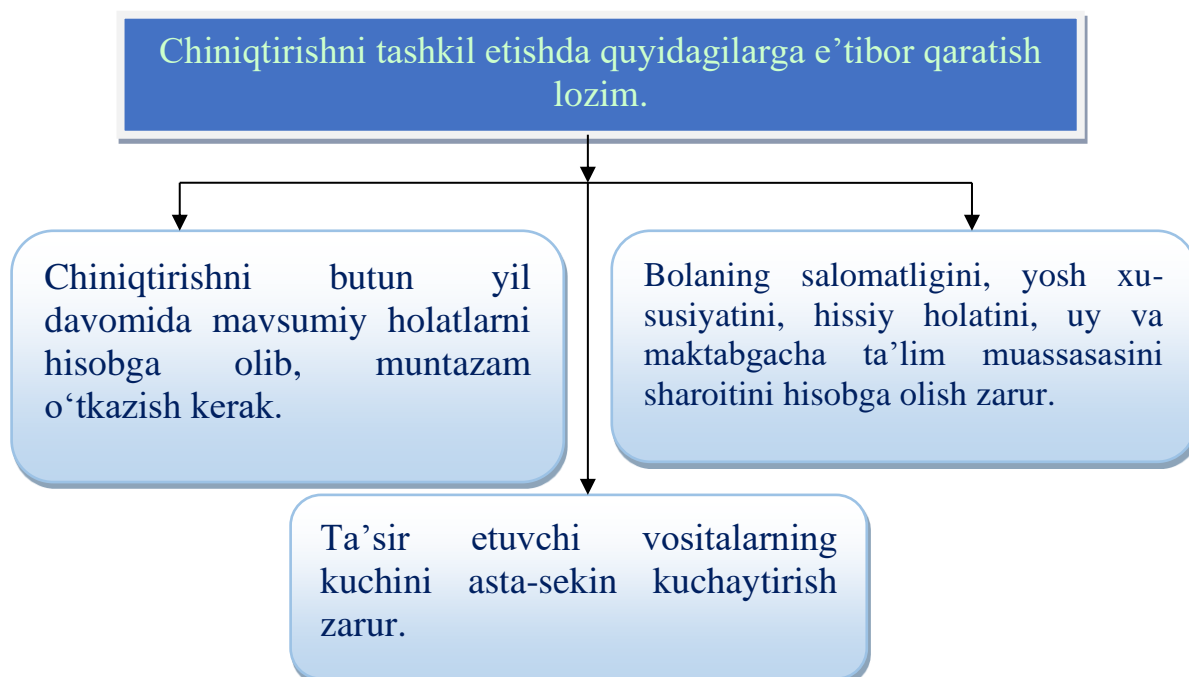 Chiniqtirishni tashkil etishda quyidagilarga e’tibor qaratish
lozim.
Chiniqtirishni butun yil
davomida mavsumiy holatlarni
hisobga olib, muntazam
o‘tkazish kerak.
Bolaning salomatligini, yosh xu-
susiyatini, hissiy holatini, uy va
maktabgacha ta’lim muassasasini
sharoitini hisobga olish zarur.
Ta’sir etuvchi vositalarning
kuchini asta-sekin kuchaytirish
zarur.